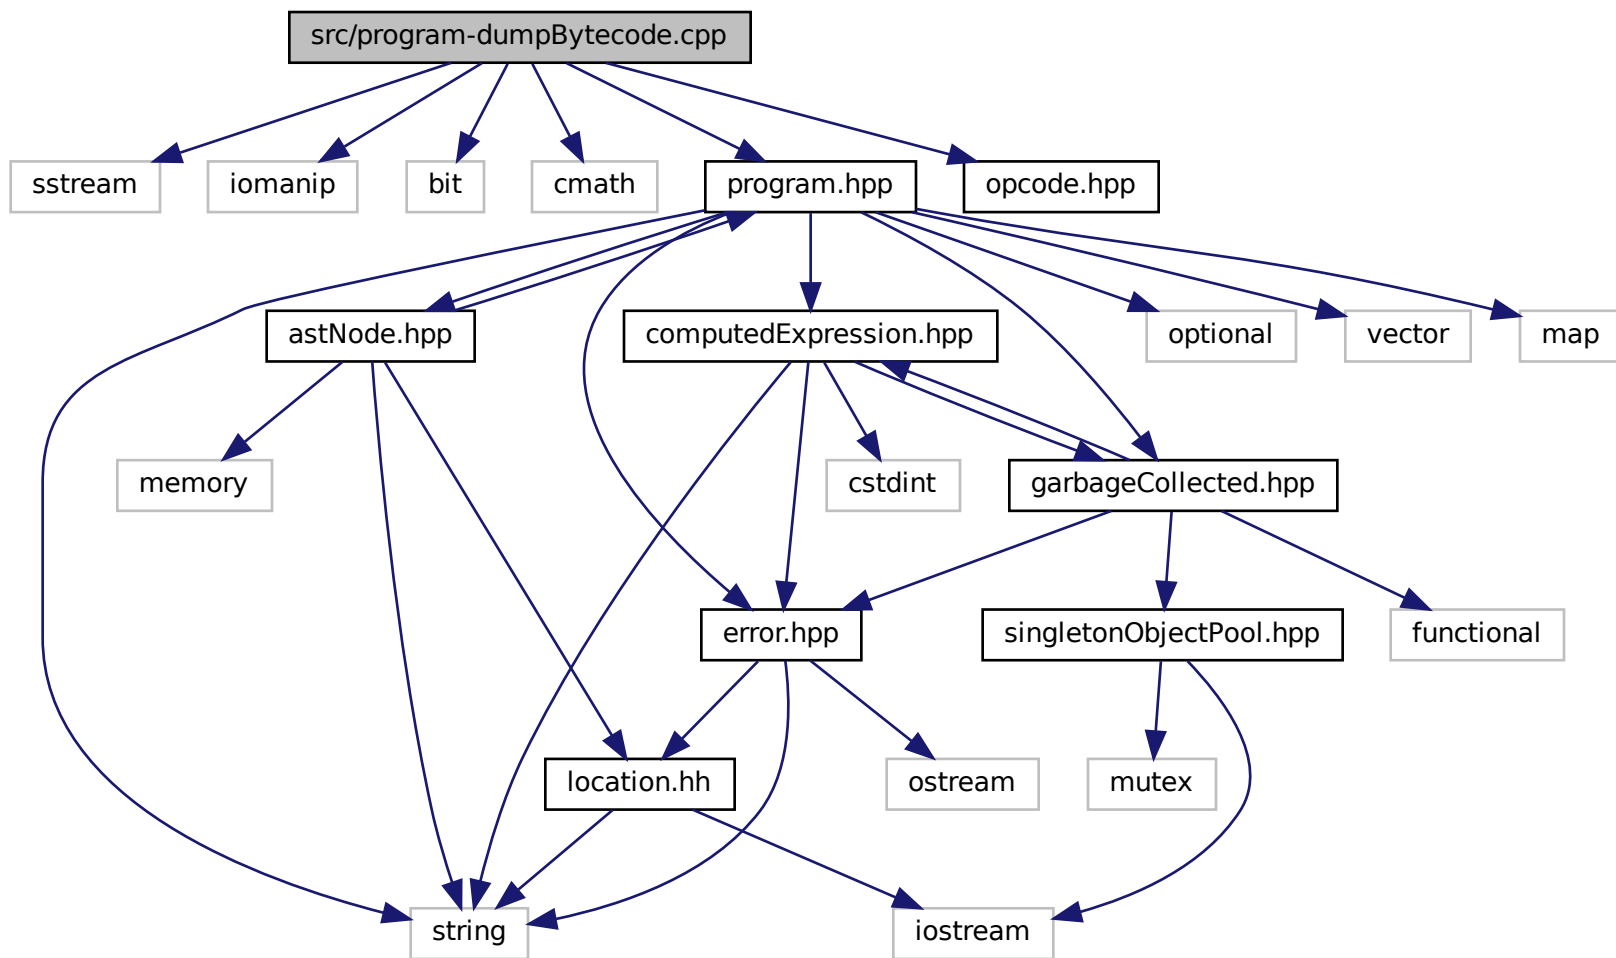 src/program-dumpBytecode.cpp
sstream
iomanip
bit
cmath
program.hpp
opcode.hpp
astNode.hpp
computedExpression.hpp
optional
vector
map
memory
cstdint
garbageCollected.hpp
error.hpp
singletonObjectPool.hpp
functional
location.hh
ostream
mutex
string
iostream